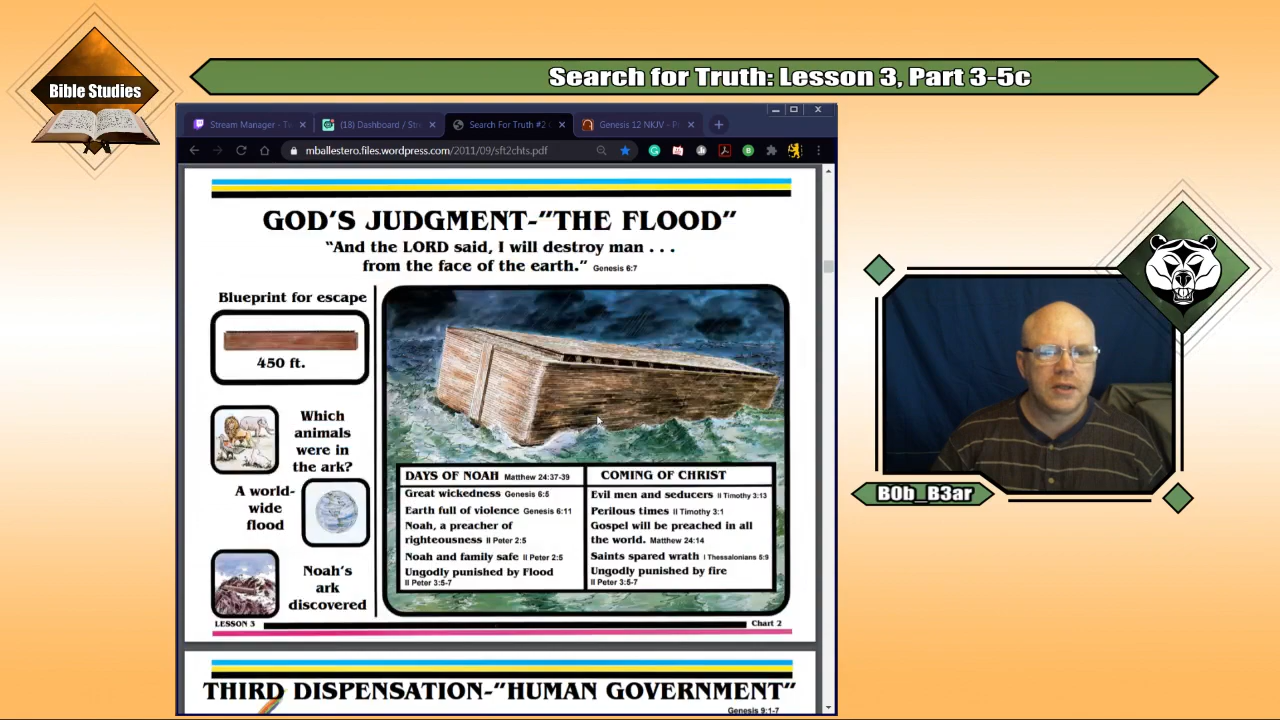 Bible Studies
Search for Truth: Lesson 3, Part 3-5c
Stream Manager - Tw
(18) Dashboard / Stre
Search For Truth #2 C
Genesis 12 NKJV - Pr
mballestero.files.wordpress.com/2011/09/sft2chts.pdf
GOD'S JUDGMENT-"THE FLOOD"
"And the LORD said, I will destroy man . . .
from the face of the earth." Genesis 6:7
Blueprint for escape
450 ft.
Which
animals
were in
the ark?
A world-
wide
flood
Noah's
ark
discovered
DAYS OF NOAH Matthew 24:37-39
Great wickedness Genesis 6:5
Earth full of violence Genesis 6:11
Noah, a preacher of
righteousness II Peter 2:5
Noah and family safe II Peter 2:5
Ungodly punished by Flood
II Peter 3:5-7
COMING OF CHRIST
Evil men and seducers II Timothy 3:13
Perilous times II Timothy 3:1
Gospel will be preached in all
the world. Matthew 24:14
Saints spared wrath I Thessalonians 5:9
Ungodly punished by fire
II Peter 3:5-7
LESSON 3
Chart 2
THIRD DISPENSATION-"HUMAN GOVERNMENT"
Genesis 9:1-7
B0b_B3ar